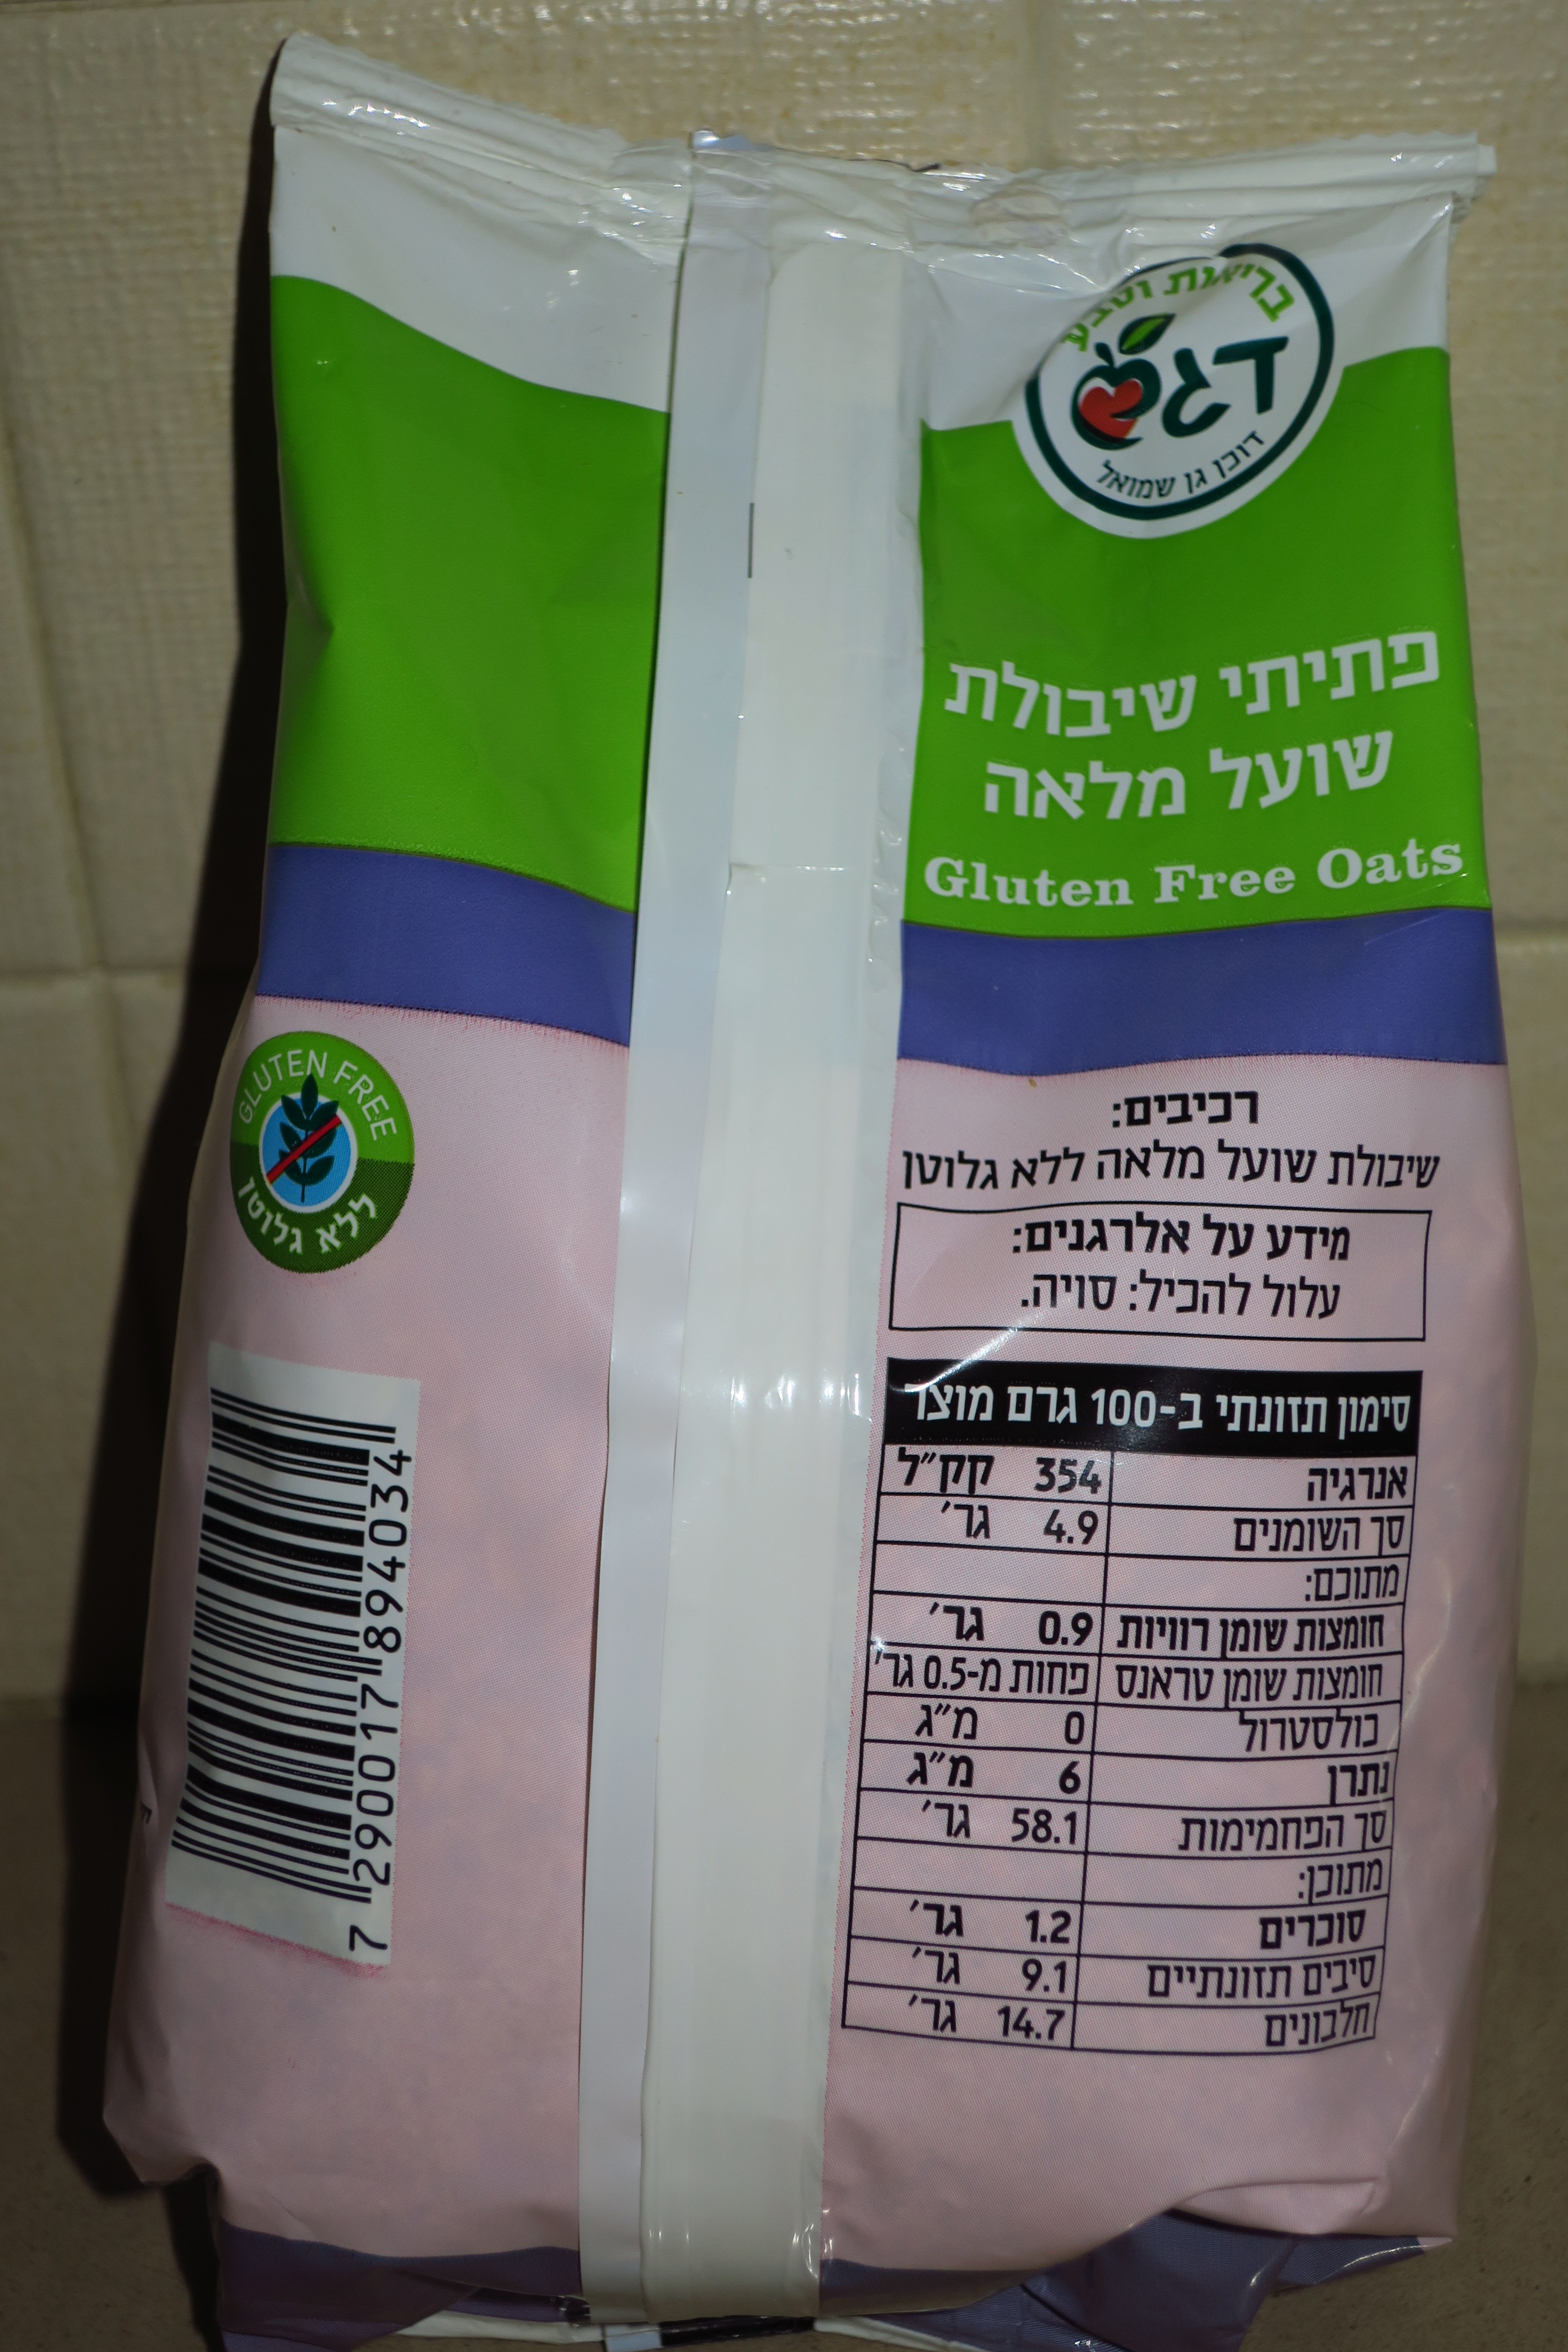 בריאות וטבע
דגש
דוכן גן שמואל
פתיתי שיבולת
שועל מלאה
Gluten Free Oats
רכיבים:
שיבולת שועל מלאה ללא גלוטן
מידע על אלרגנים:
עלול להכיל: סויה.
סימון תזונתי ב-100 גרם מוצר
אנרגיה 354 קק״ל
סך השומנים 4.9 גר׳
מתוכם:
חומצות שומן רוויות 0.9 גר׳
חומצות שומן טראנס פחות מ-0.5 גר׳
כולסטרול 0 מ״ג
נתרן 6 מ״ג
סך הפחמימות 58.1 גר׳
מתוכן:
סוכרים 1.2 גר׳
סיבים תזונתיים 9.1 גר׳
חלבונים 14.7 גר׳
GLUTEN FREE
ללא גלוטן
7 290017 894034